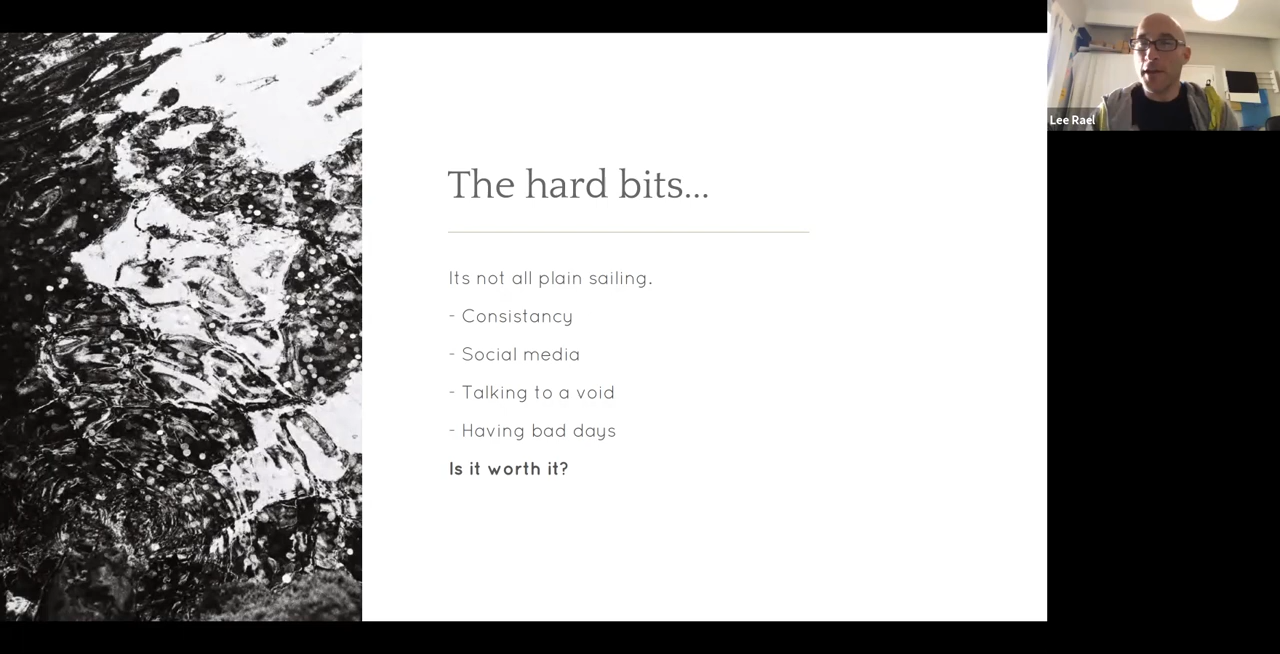 The hard bits...
Its not all plain sailing.
- Consistancy
- Social media
- Talking to a void
- Having bad days
Is it worth it?
Lee Rael